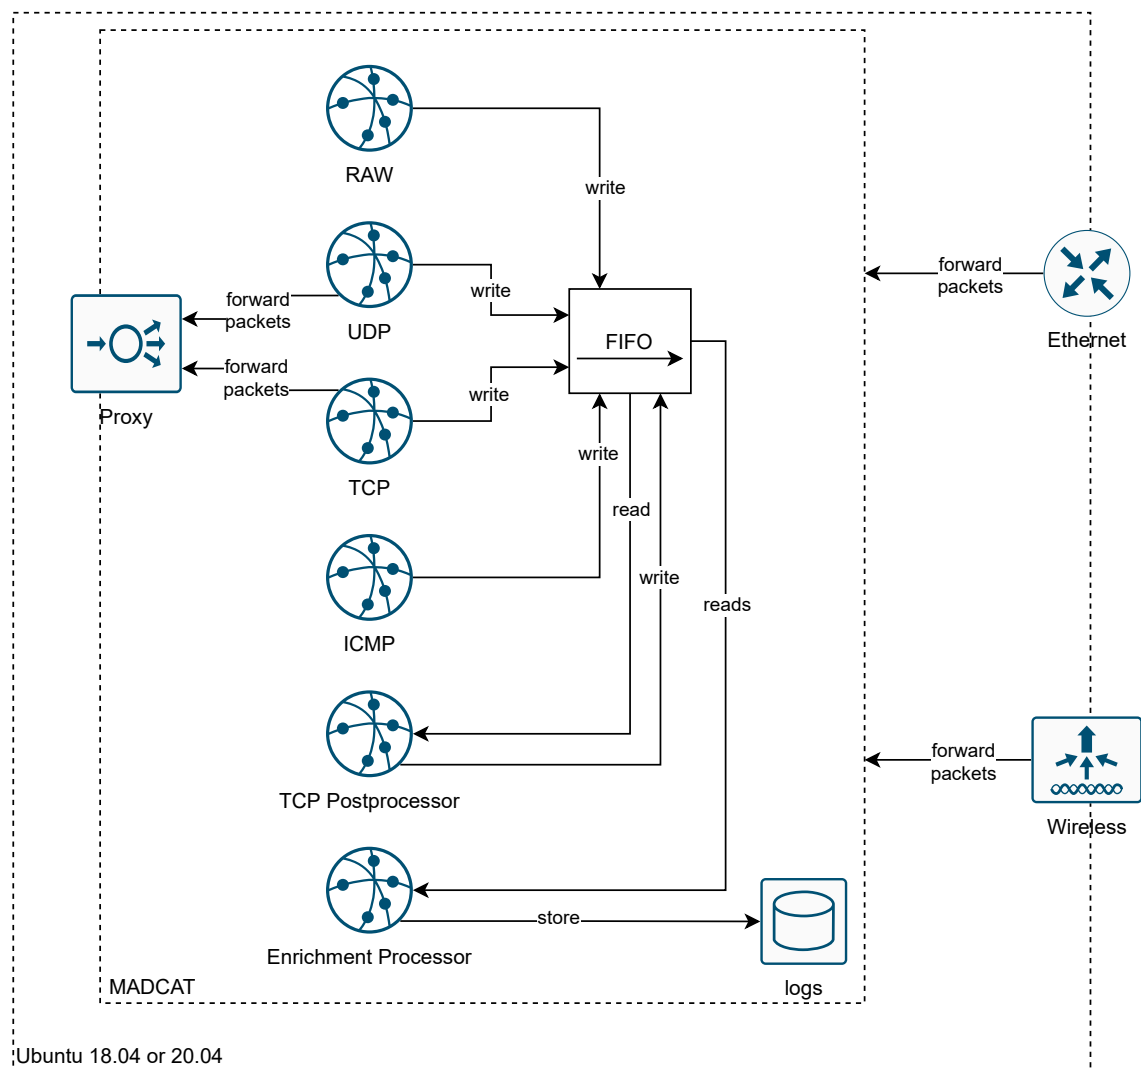 RAW
write
UDP
write
forward
packets
forward
packets
Proxy
FIFO
TCP
write
write
read
write
reads
ICMP
TCP Postprocessor
Enrichment Processor
store
logs
MADCAT
forward
packets
Ethernet
forward
packets
Wireless
Ubuntu 18.04 or 20.04